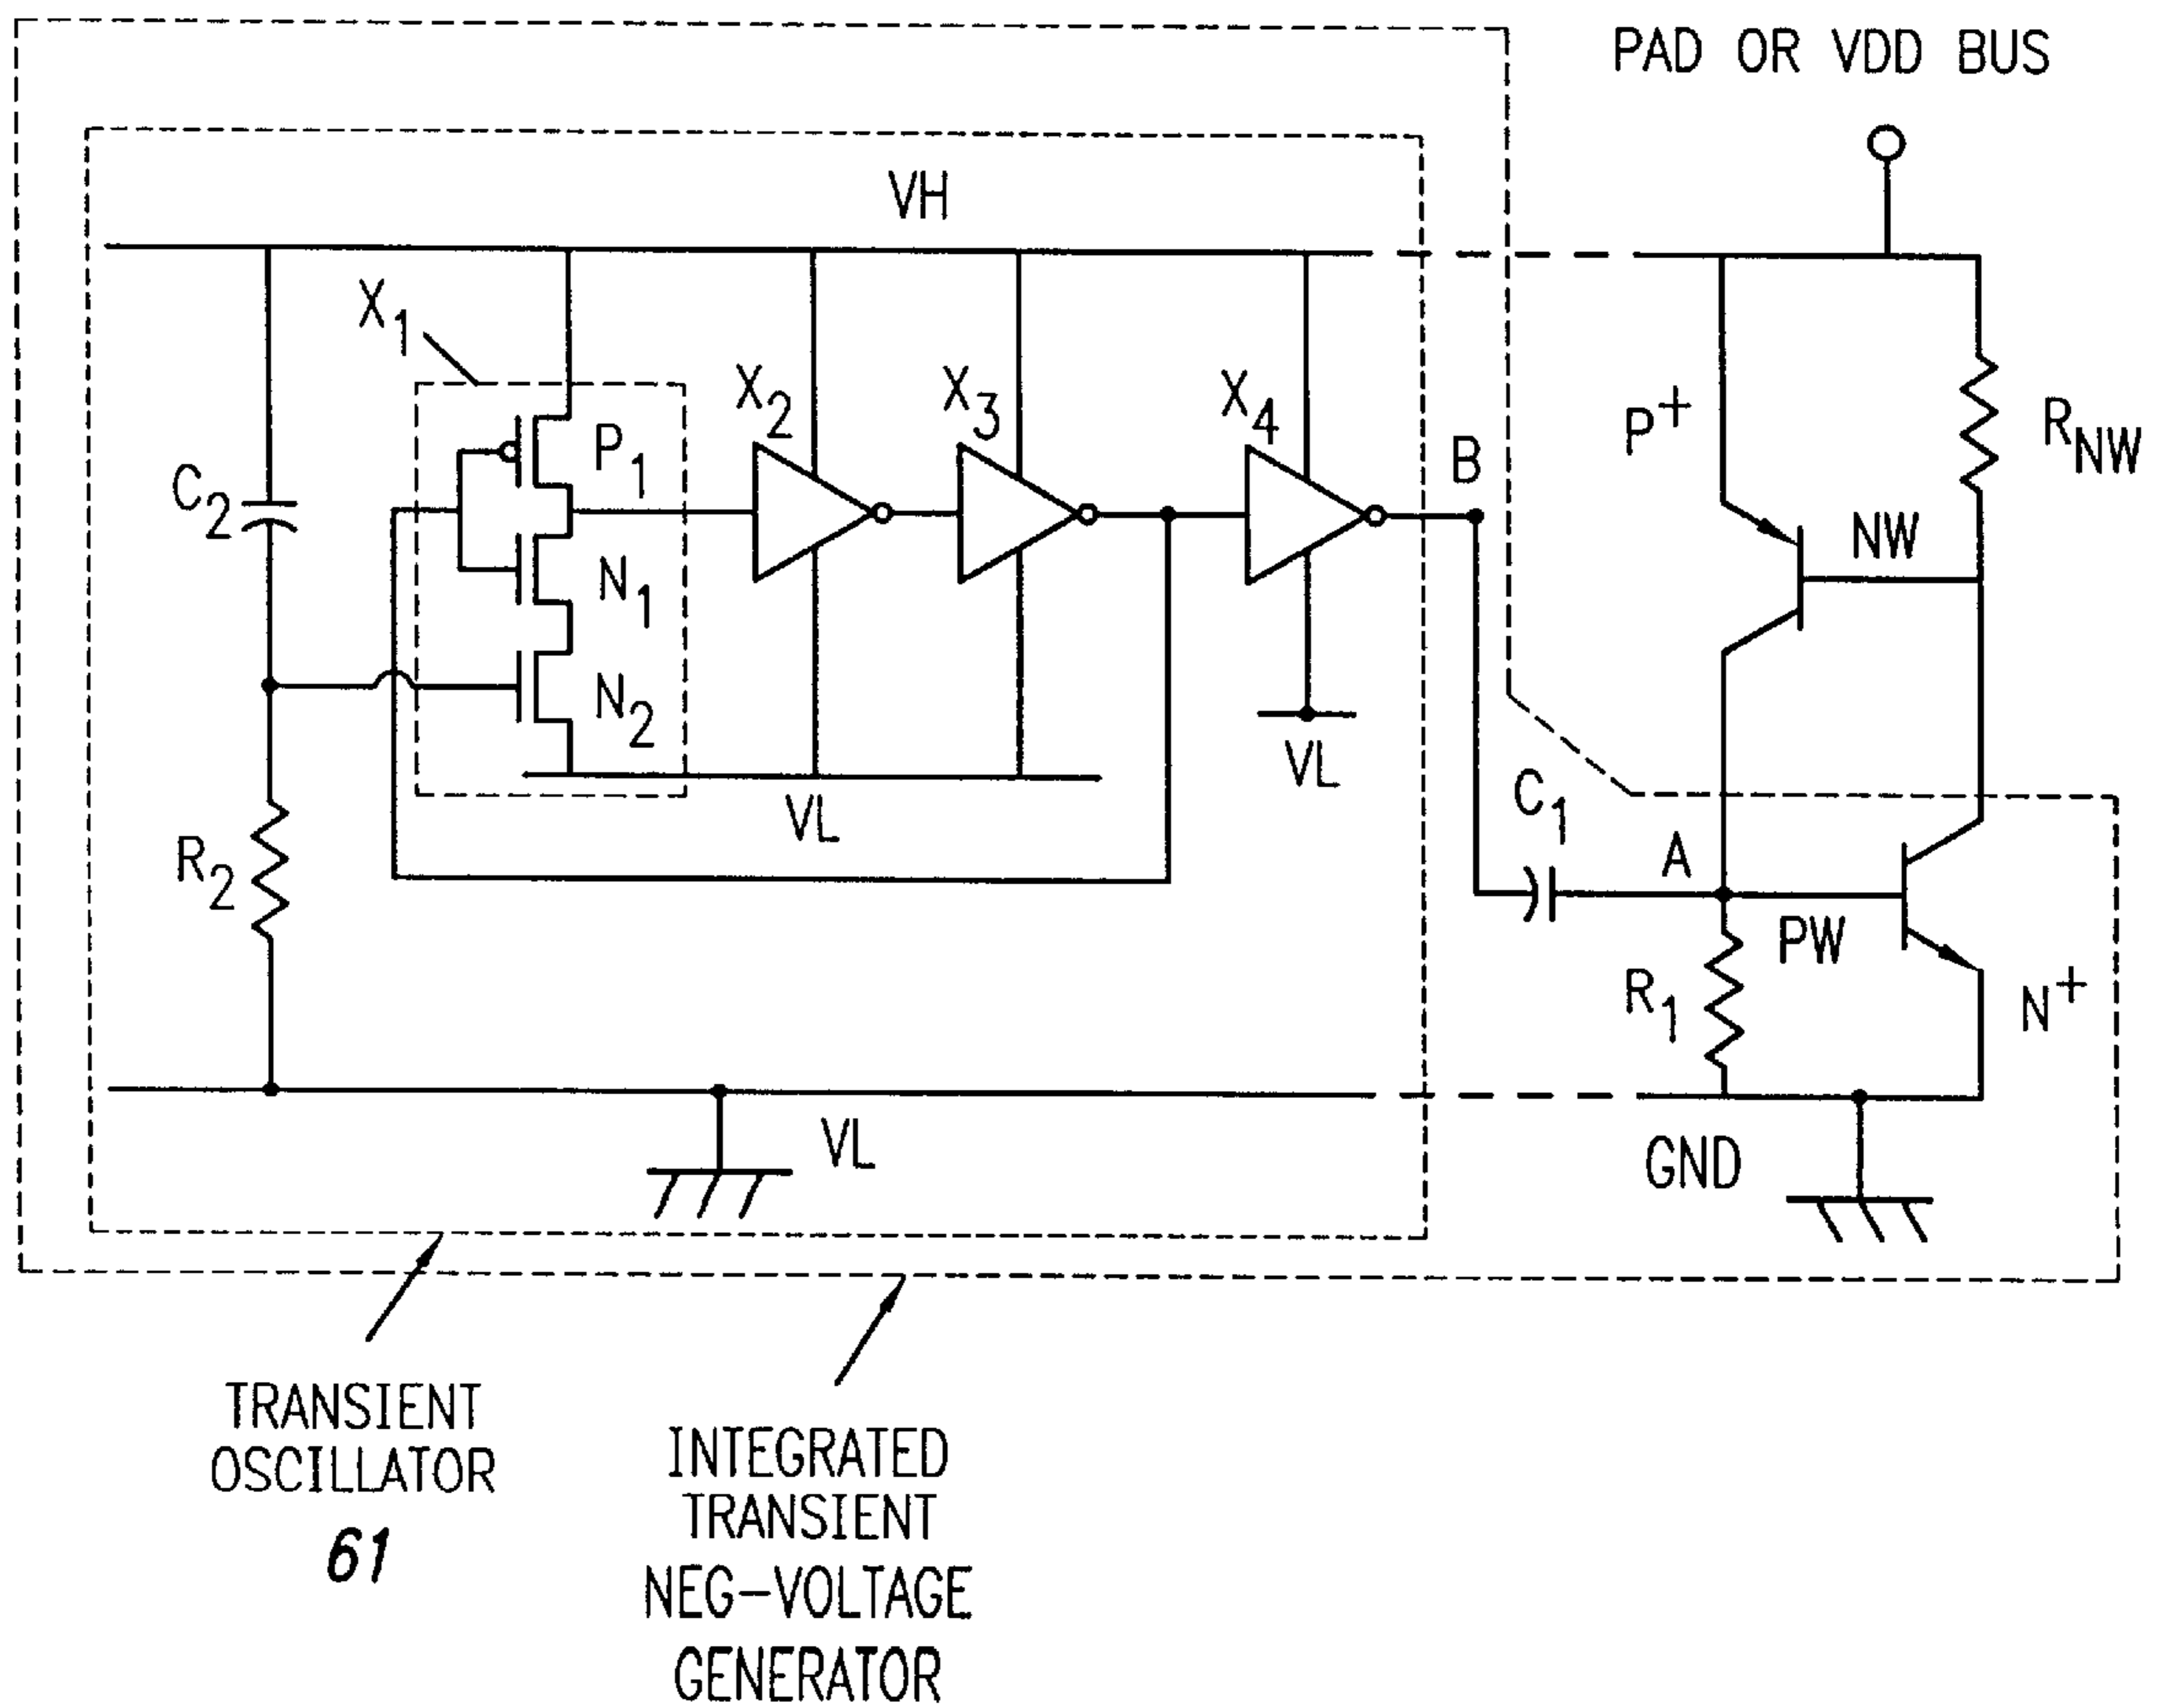 PAD OR VDD BUS
VH
X1
P1
X2
X3
X4
B
P+
RNW
C2
N1
NW
N2
VL
VL
C1
A
R2
PW
R1
N+
VL
GND
TRANSIENT
OSCILLATOR
61
INTEGRATED
TRANSIENT
NEG-VOLTAGE
GENERATOR